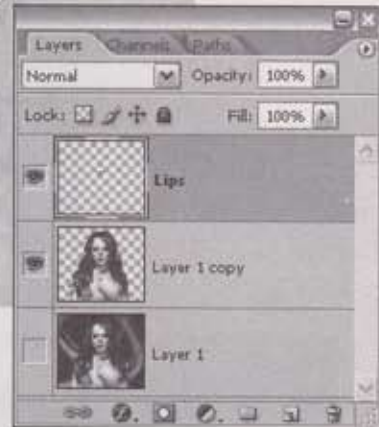 Layers Channels Paths
Normal Opacity: 100%
Lock: Fill: 100%
Lips
Layer 1 copy
Layer 1